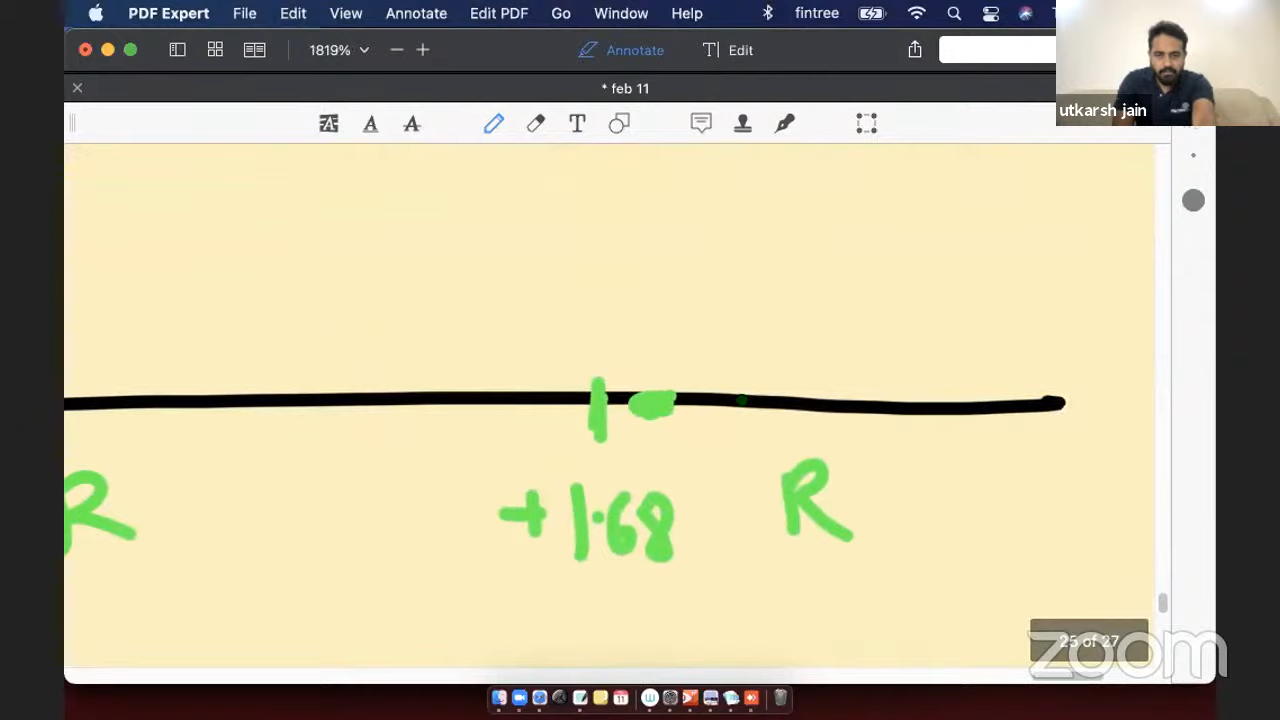 PDF Expert File Edit View Annotate Edit PDF Go Window Help fintree
1819% Annotate Edit
* feb 11
utkarsh jain
R +1.68 R
25 of 27
zoom